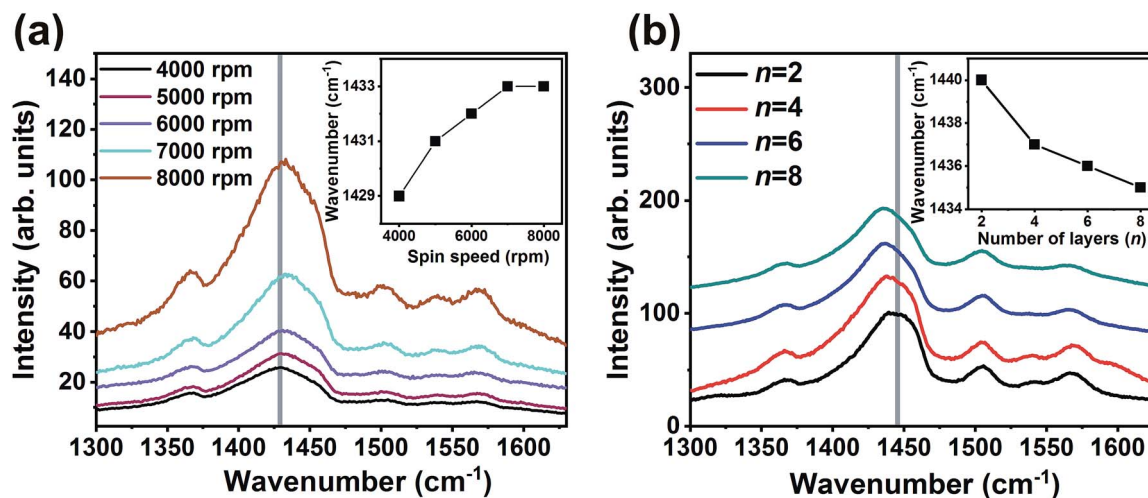 (a)
Intensity (arb. units)
140
120
100
80
60
40
20
4000 rpm
5000 rpm
6000 rpm
7000 rpm
8000 rpm
Wavenumber (cm-1)
1433
1431
1429
4000 6000 8000
Spin speed (rpm)
1300 1350 1400 1450 1500 1550 1600
Wavenumber (cm-1)
(b)
Intensity (arb. units)
300
200
100
0
n=2
n=4
n=6
n=8
Wavenumber (cm-1)
1440
1438
1436
1434
2 4 6 8
Number of layers (n)
1300 1350 1400 1450 1500 1550 1600
Wavenumber (cm-1)